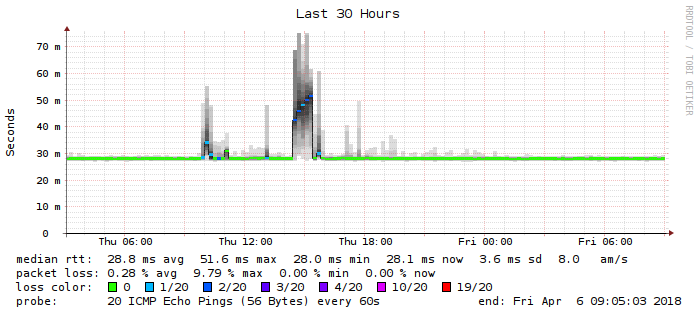 Last 30 Hours
RRDTOOL / TOBI OETIKER
Seconds
70 m
60 m
50 m
40 m
30 m
20 m
10 m
0
Thu 06:00 Thu 12:00 Thu 18:00 Fri 00:00 Fri 06:00
median rtt: 28.8 ms avg 51.6 ms max 28.0 ms min 28.1 ms now 3.6 ms sd 8.0 am/s
packet loss: 0.28 % avg 9.79 % max 0.00 % min 0.00 % now
loss color: 0 1/20 2/20 3/20 4/20 10/20 19/20
probe: 20 ICMP Echo Pings (56 Bytes) every 60s end: Fri Apr 6 09:05:03 2018